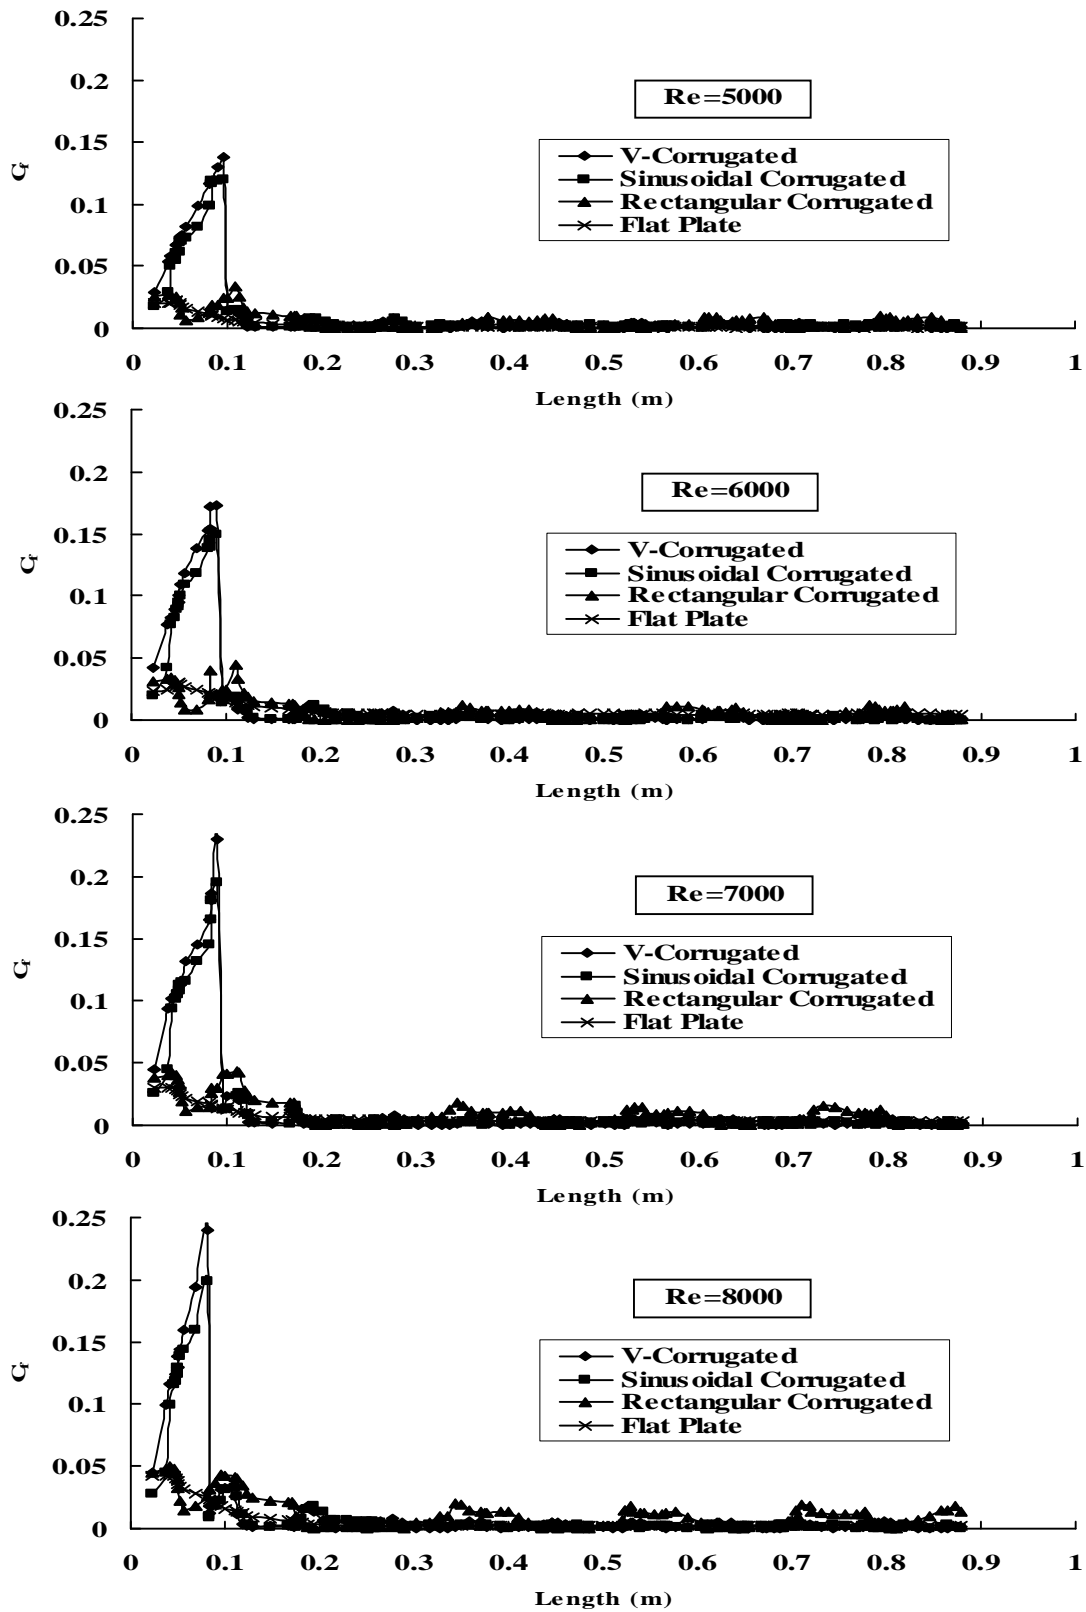 0.25
0.2
Re=5000
0.15
V-Corrugated
Sinusoidal Corrugated
Rectangular Corrugated
Flat Plate
Cf
0.1
0.05
0
0 0.1 0.2 0.3 0.4 0.5 0.6 0.7 0.8 0.9 1
Length (m)
0.25
0.2
Re=6000
0.15
V-Corrugated
Sinusoidal Corrugated
Rectangular Corrugated
Flat Plate
Cf
0.1
0.05
0
0 0.1 0.2 0.3 0.4 0.5 0.6 0.7 0.8 0.9 1
Length (m)
0.25
0.2
Re=7000
0.15
V-Corrugated
Sinusoidal Corrugated
Rectangular Corrugated
Flat Plate
Cf
0.1
0.05
0
0 0.1 0.2 0.3 0.4 0.5 0.6 0.7 0.8 0.9 1
Length (m)
0.25
0.2
Re=8000
0.15
V-Corrugated
Sinusoidal Corrugated
Rectangular Corrugated
Flat Plate
Cf
0.1
0.05
0
0 0.1 0.2 0.3 0.4 0.5 0.6 0.7 0.8 0.9 1
Length (m)